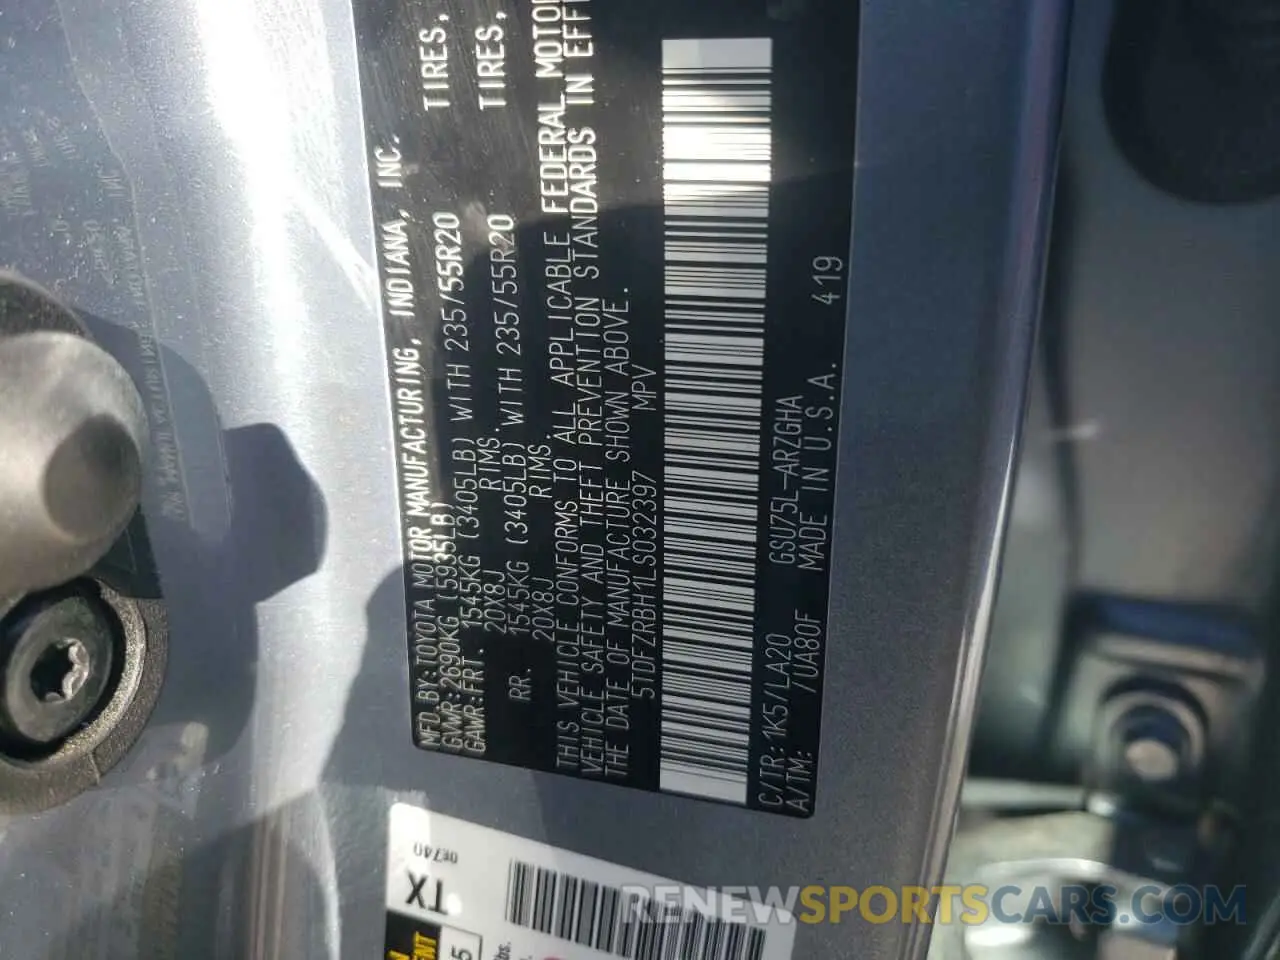 MFD. BY:TOYOTA MOTOR MANUFACTURING, INDIANA, INC.
GVWR:2690KG(5935LB)
GAWR:FRT. 1545KG (3405LB) WITH 235/55R20 TIRES,
20X8J RIMS.
RR. 1545KG (3405LB) WITH 235/55R20 TIRES,
20X8J RIMS.
THIS VEHICLE CONFORMS TO ALL APPLICABLE FEDERAL MOTOR
VEHICLE SAFETY AND THEFT PREVENTION STANDARDS IN EFF
THE DATE OF MANUFACTURE SHOWN ABOVE.
5TDFZRBH1LS032397 MPV
C/TR:1K5/LA20 GSU75L-ARZGHA
A/TM: /UA80F MADE IN U.S.A. 419
0E740
TX
RENEWSPORTSCARS.COM